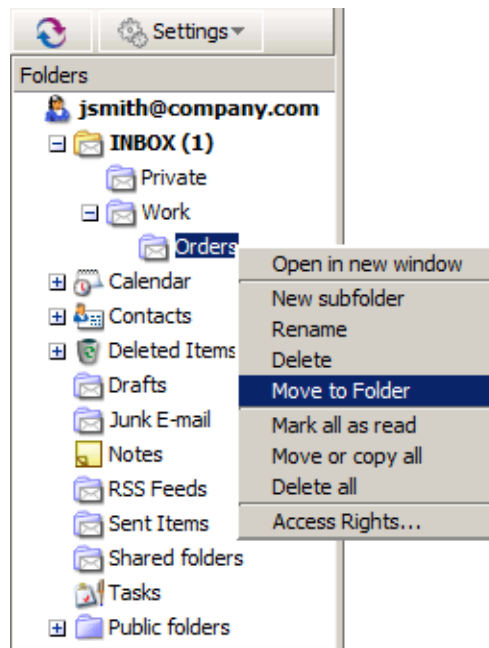 Settings
Folders
jsmith@company.com
INBOX (1)
Private
Work
Orders
Open in new window
Calendar
New subfolder
Contacts
Rename
Deleted Items
Delete
Drafts
Move to Folder
Junk E-mail
Mark all as read
Notes
Move or copy all
RSS Feeds
Delete all
Sent Items
Access Rights...
Shared folders
Tasks
Public folders